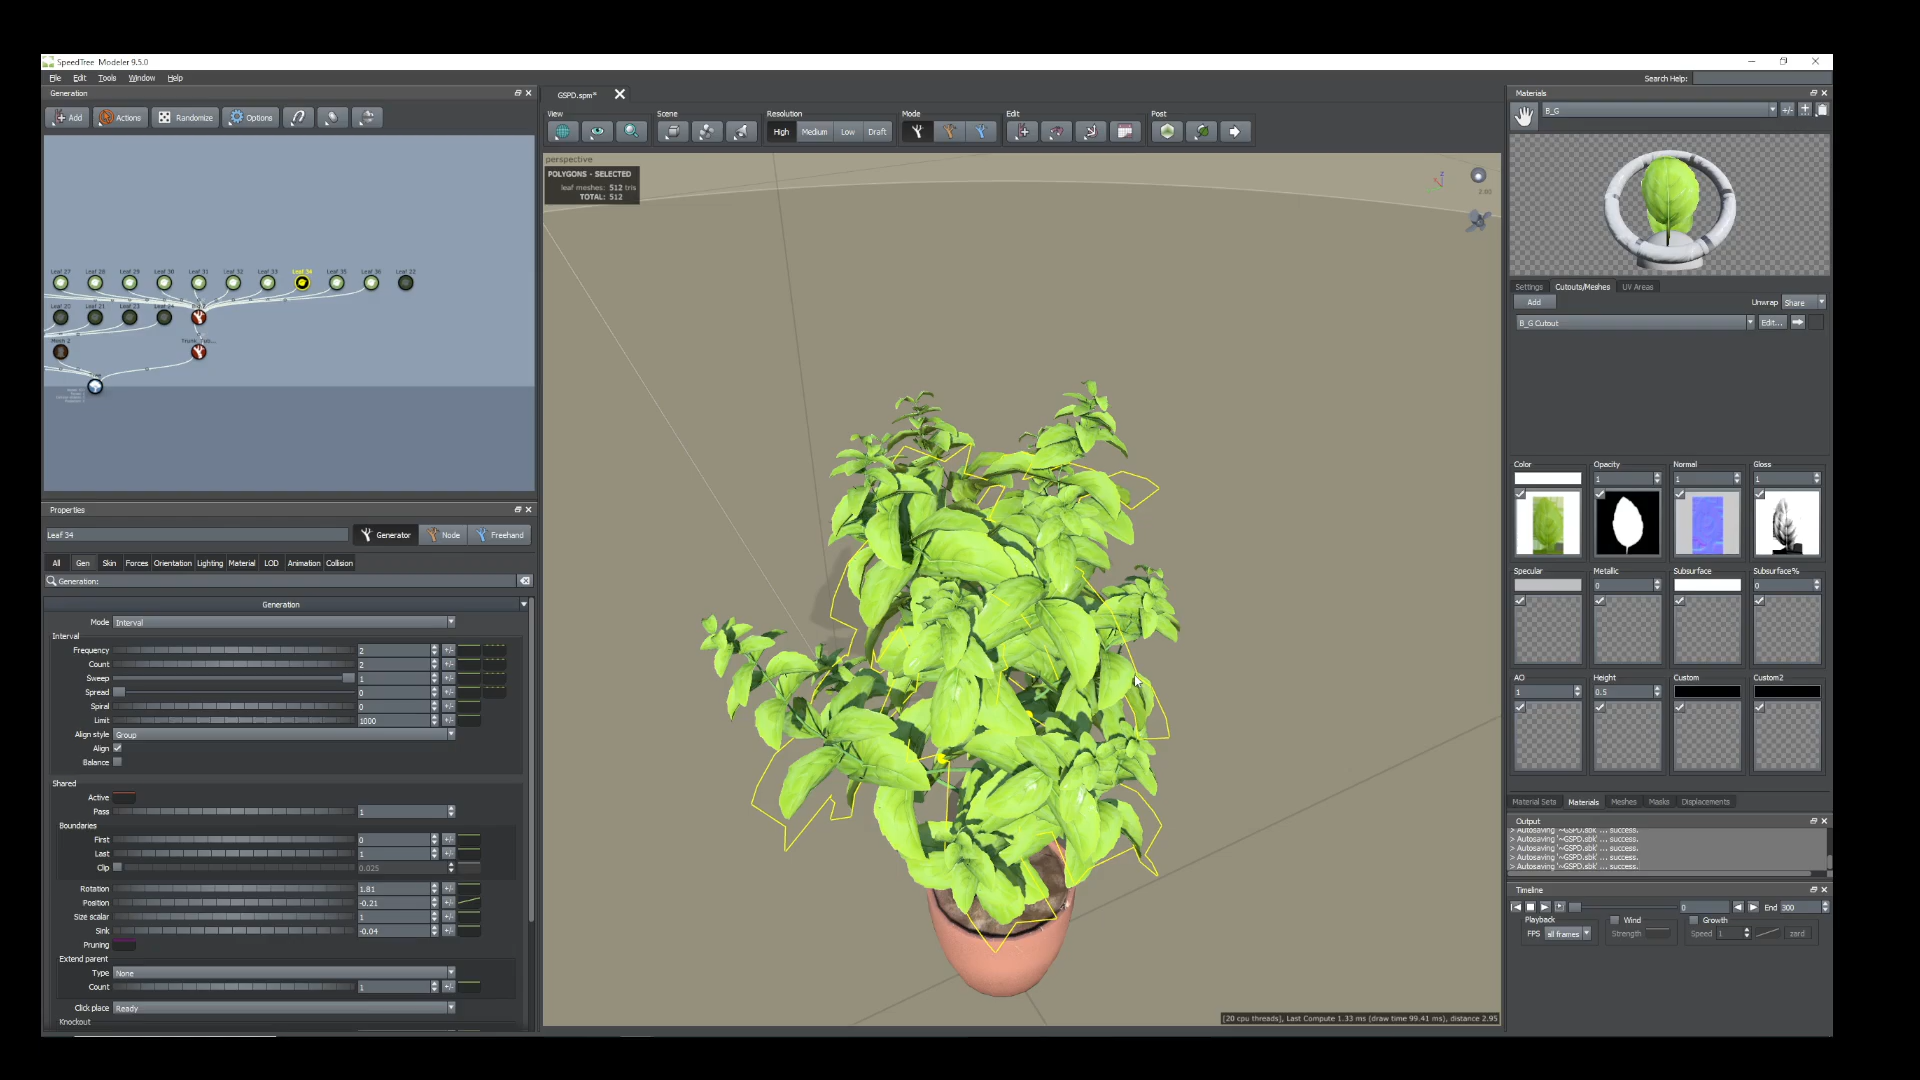 SpeedTree Modeler 9.5.0
File Edit Tools Window Help
Search Help:
Generation
Add Actions Randomize Options
Leaf 27 Leaf 28 Leaf 29 Leaf 30 Leaf 31 Leaf 32 Leaf 33 Leaf 34 Leaf 35 Leaf 36 Leaf 22
Leaf 20 Leaf 21 Leaf 23
GSPD.spm*
View Scene Resolution Mode Edit Post
High Medium Low Draft
perspective
POLYGONS - SELECTED
leaf meshes: 512 tris
TOTAL: 512
Properties
Leaf 34
Generator Node Freehand
All Gen Skin Forces Orientation Lighting Material LOD Animation Collision
Generation:
Generation
Mode Interval
Interval
Frequency 2 +/-
Count 2 +/-
Sweep 1 +/-
Spread 0 +/-
Spiral 0 +/-
Limit 1000 +/-
Align style Group
Align
Balance
Shared
Active
Pass 1
Boundaries
First 0 +/-
Last 1 +/-
Clip 0.025
Rotation 1.81 +/-
Position -0.21 +/-
Size scalar 1 +/-
Sink -0.04 +/-
Pruning
Extend parent
Type None
Count 1 +/-
Click place Ready
Knockout
[20 cpu threads], Last Compute 1.33 ms (draw time 99.41 ms), distance 2.95
Materials
B_G +/-
Settings Cutouts/Meshes UV Areas
Add Unwrap Share
B_G Cutout Edit...
Color Opacity Normal Gloss
1 1 1
Specular Metallic Subsurface Subsurface%
0 0
AO Height Custom Custom2
1 0.5
Material Sets Materials Meshes Masks Displacements
Output
> Autosaving '~GSPD.sbk' ... success.
> Autosaving '~GSPD.sbk' ... success.
> Autosaving '~GSPD.sbk' ... success.
> Autosaving '~GSPD.sbk' ... success.
> Autosaving '~GSPD.sbk' ... success.
Timeline
0 End 300
Playback Wind Growth
FPS all frames Strength Speed 1 zard